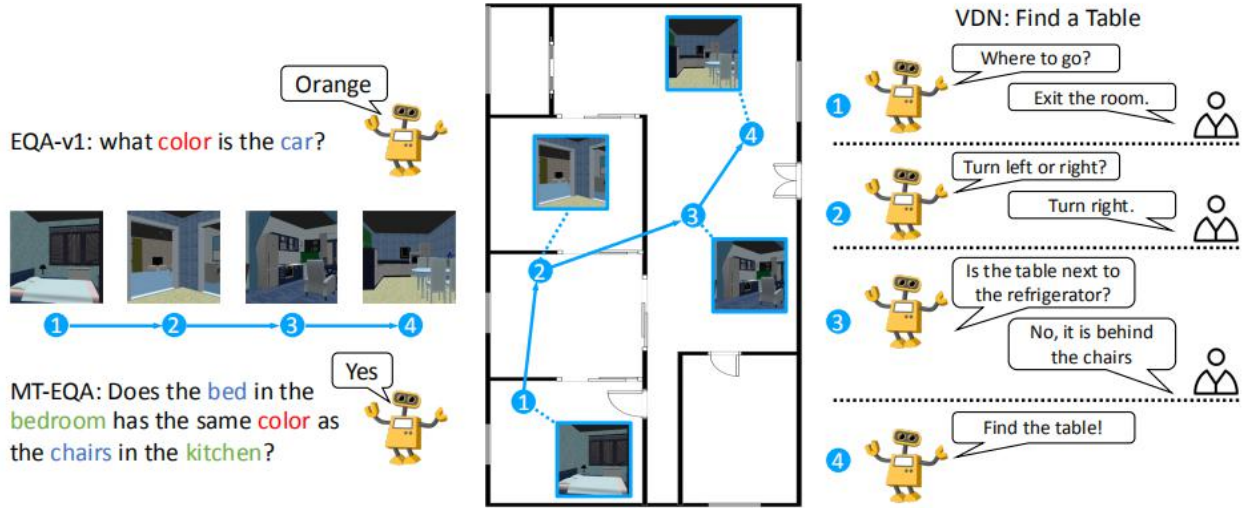 Orange
EQA-v1: what color is the car?
1
2
3
4
Yes
MT-EQA: Does the bed in the
bedroom has the same color as
the chairs in the kitchen?
4
3
2
1
VDN: Find a Table
Where to go?
1
Exit the room.
Turn left or right?
2
Turn right.
Is the table next to
the refrigerator?
3
No, it is behind
the chairs
Find the table!
4